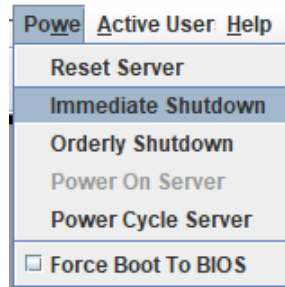 Powe Active User Help
Reset Server
Immediate Shutdown
Orderly Shutdown
Power On Server
Power Cycle Server
Force Boot To BIOS